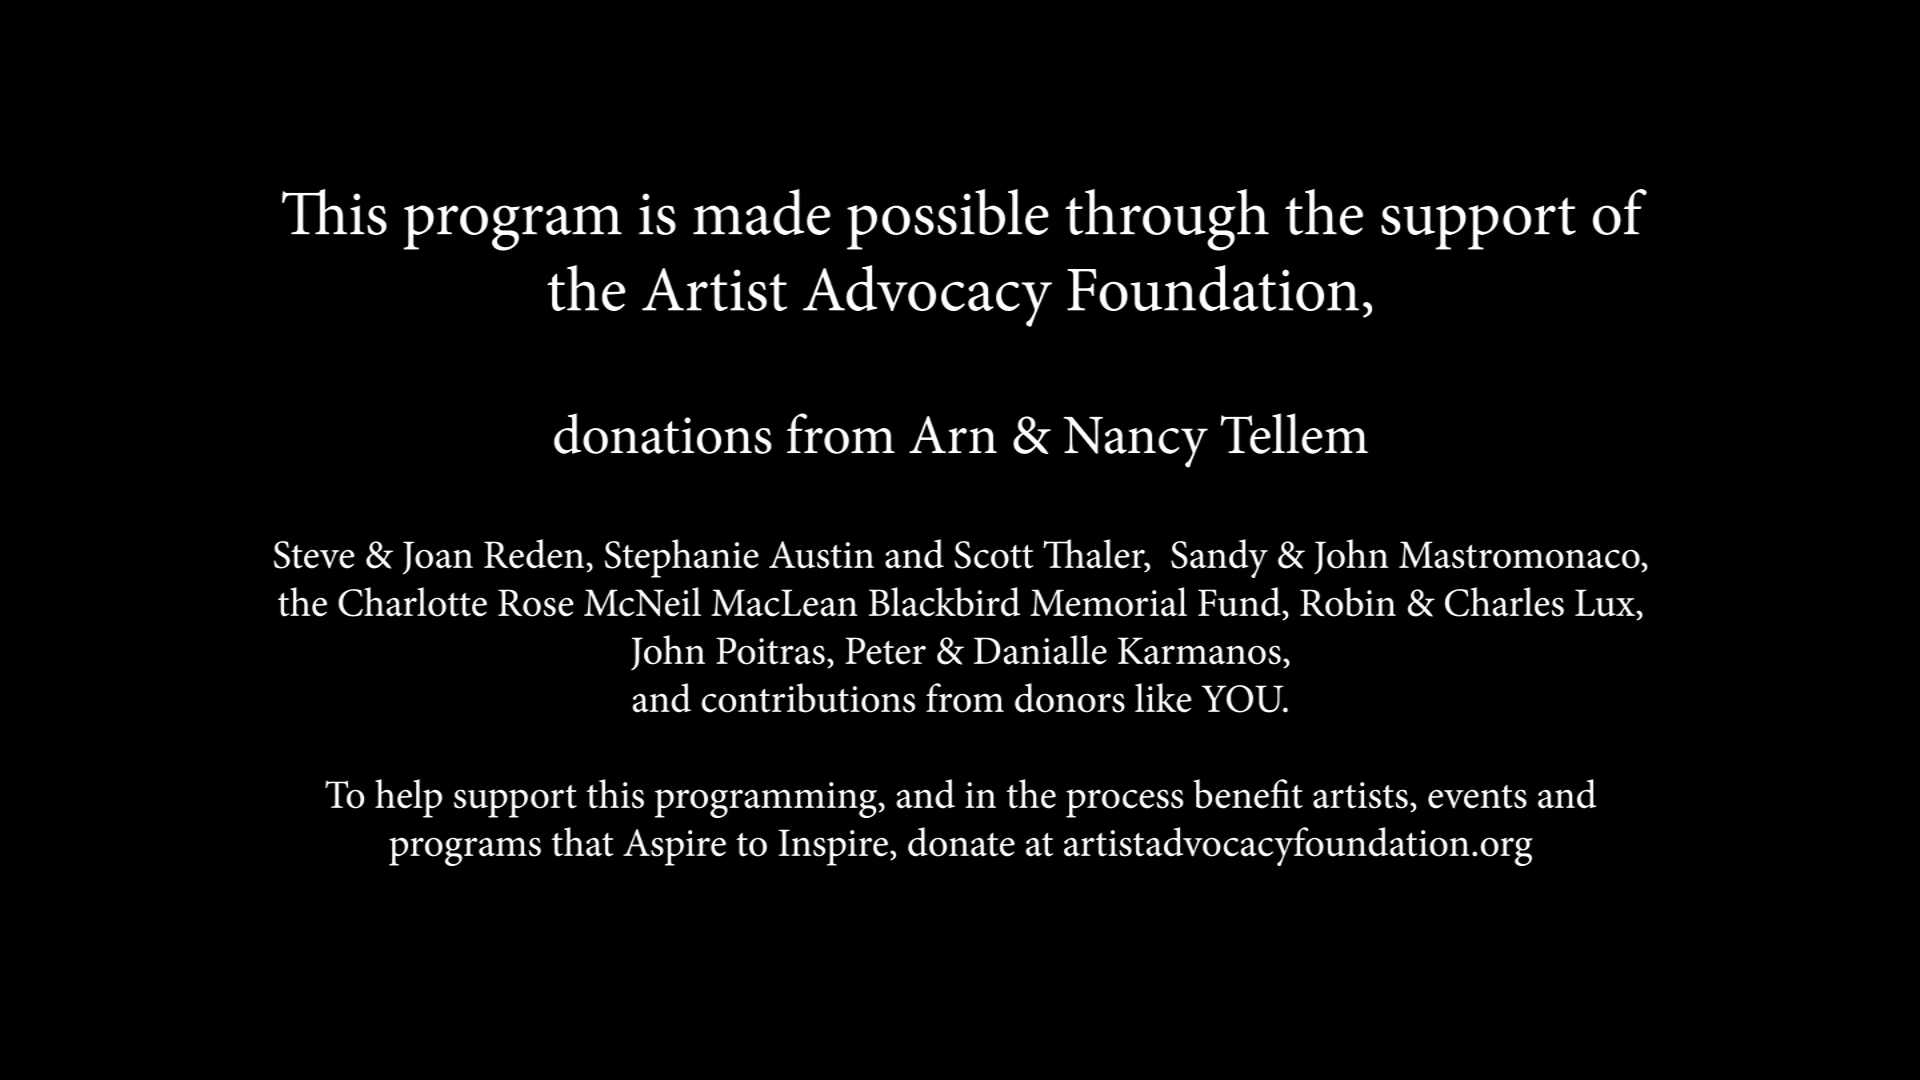 This program is made possible through the support of
the Artist Advocacy Foundation,
donations from Arn & Nancy Tellem
Steve & Joan Reden, Stephanie Austin and Scott Thaler,  Sandy & John Mastromonaco,
the Charlotte Rose McNeil MacLean Blackbird Memorial Fund, Robin & Charles Lux,
John Poitras, Peter & Danialle Karmanos,
and contributions from donors like YOU.
To help support this programming, and in the process benefit artists, events and
programs that Aspire to Inspire, donate at artistadvocacyfoundation.org